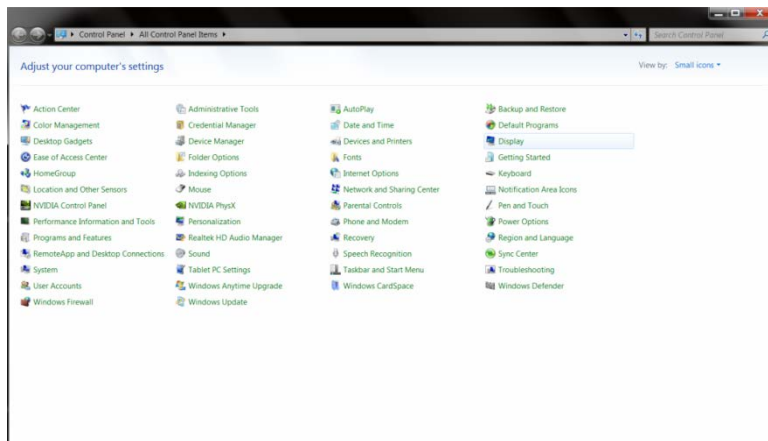 Control Panel ▸ All Control Panel Items ▸ Search Control Panel
Adjust your computer's settings View by: Small icons
Action Center Administrative Tools AutoPlay Backup and Restore
Color Management Credential Manager Date and Time Default Programs
Desktop Gadgets Device Manager Devices and Printers Display
Ease of Access Center Folder Options Fonts Getting Started
HomeGroup Indexing Options Internet Options Keyboard
Location and Other Sensors Mouse Network and Sharing Center Notification Area Icons
NVIDIA Control Panel NVIDIA PhysX Parental Controls Pen and Touch
Performance Information and Tools Personalization Phone and Modem Power Options
Programs and Features Realtek HD Audio Manager Recovery Region and Language
RemoteApp and Desktop Connections Sound Speech Recognition Sync Center
System Tablet PC Settings Taskbar and Start Menu Troubleshooting
User Accounts Windows Anytime Upgrade Windows CardSpace Windows Defender
Windows Firewall Windows Update